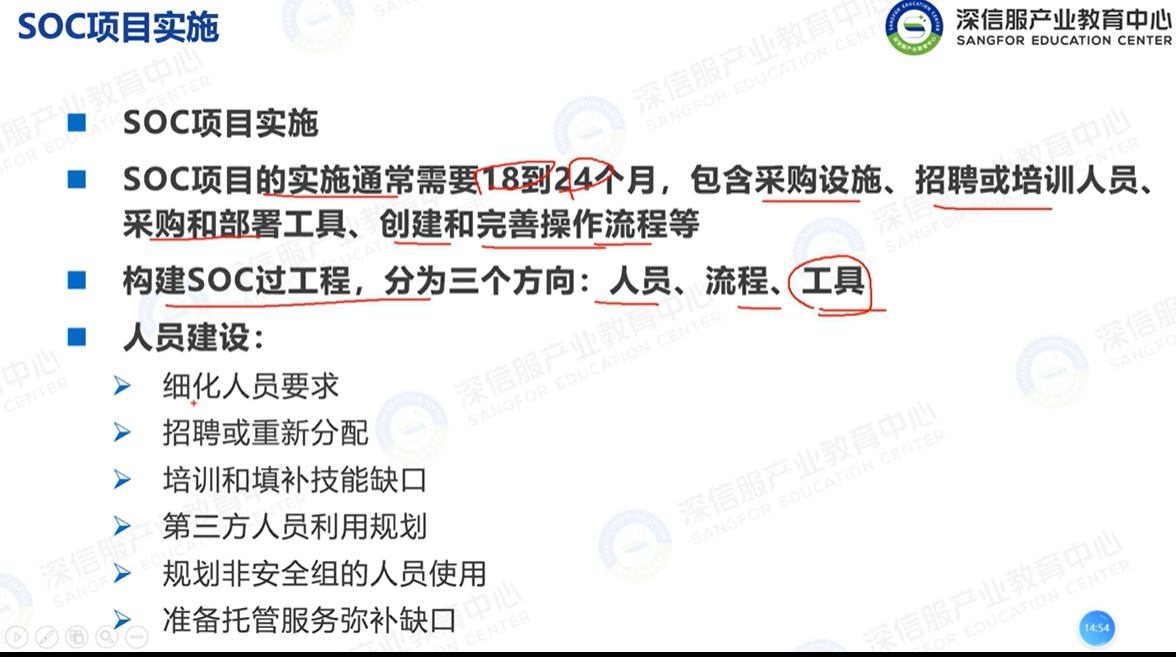 SOC项目实施
深信服产业教育中心
SANGFOR EDUCATION CENTER
SOC项目实施
SOC项目的实施通常需要18到24个月，包含采购设施、招聘或培训人员、
采购和部署工具、创建和完善操作流程等
构建SOC过工程，分为三个方向：人员、流程、工具
人员建设：
细化人员要求
招聘或重新分配
培训和填补技能缺口
第三方人员利用规划
规划非安全组的人员使用
准备托管服务弥补缺口
14:54